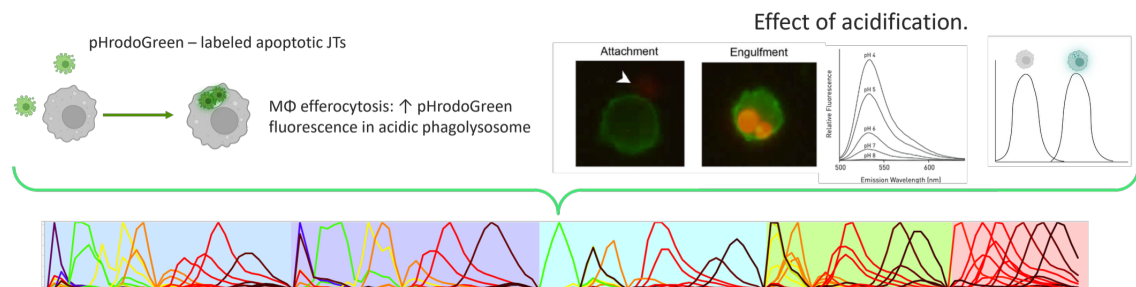 Effect of acidification.
pHrodoGreen – labeled apoptotic JTs
MΦ efferocytosis: ↑ pHrodoGreen
fluorescence in acidic phagolysosome
Attachment
Engulfment
Relative Fluorescence
pH 4
pH 5
pH 6
pH 7
pH 8
500 550 600
Emission Wavelength [nm]